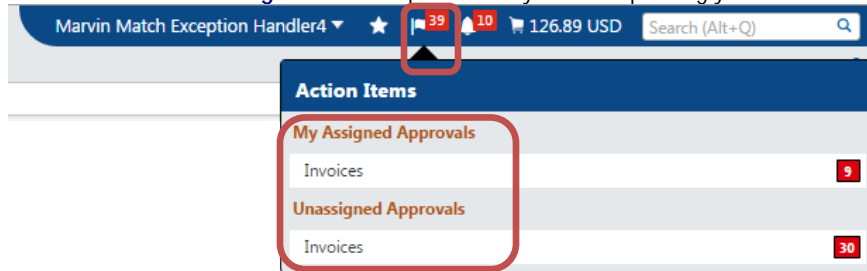 Marvin Match Exception Handler4 39 10 126.89 USD Search (Alt+Q)
Action Items
My Assigned Approvals
Invoices 9
Unassigned Approvals
Invoices 30